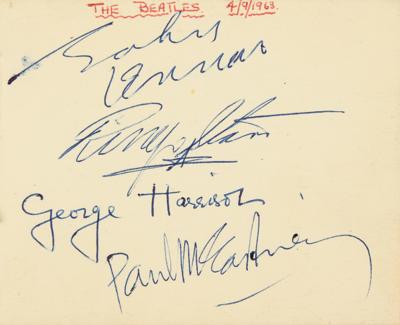 THE BEATLES 4/9/1963.
John
Lennon
Ringo Starr
George Harrison
Paul McCartney